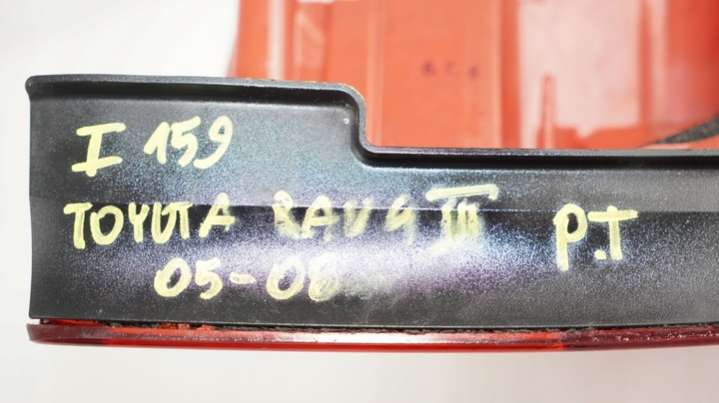 I 159
TOYOTA RAV4 III P.T
05-08